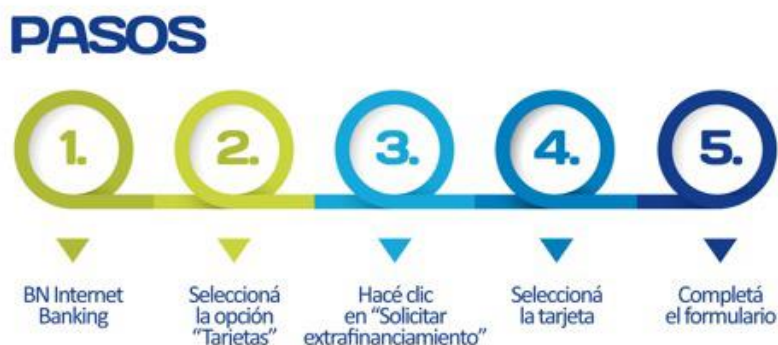 PASOS
1.
2.
3.
4.
5.
BN Internet
Banking
Seleccioná
la opción
“Tarjetas”
Hacé clic
en “Solicitar
extrafinanciamiento”
Seleccioná
la tarjeta
Completá
el formulario